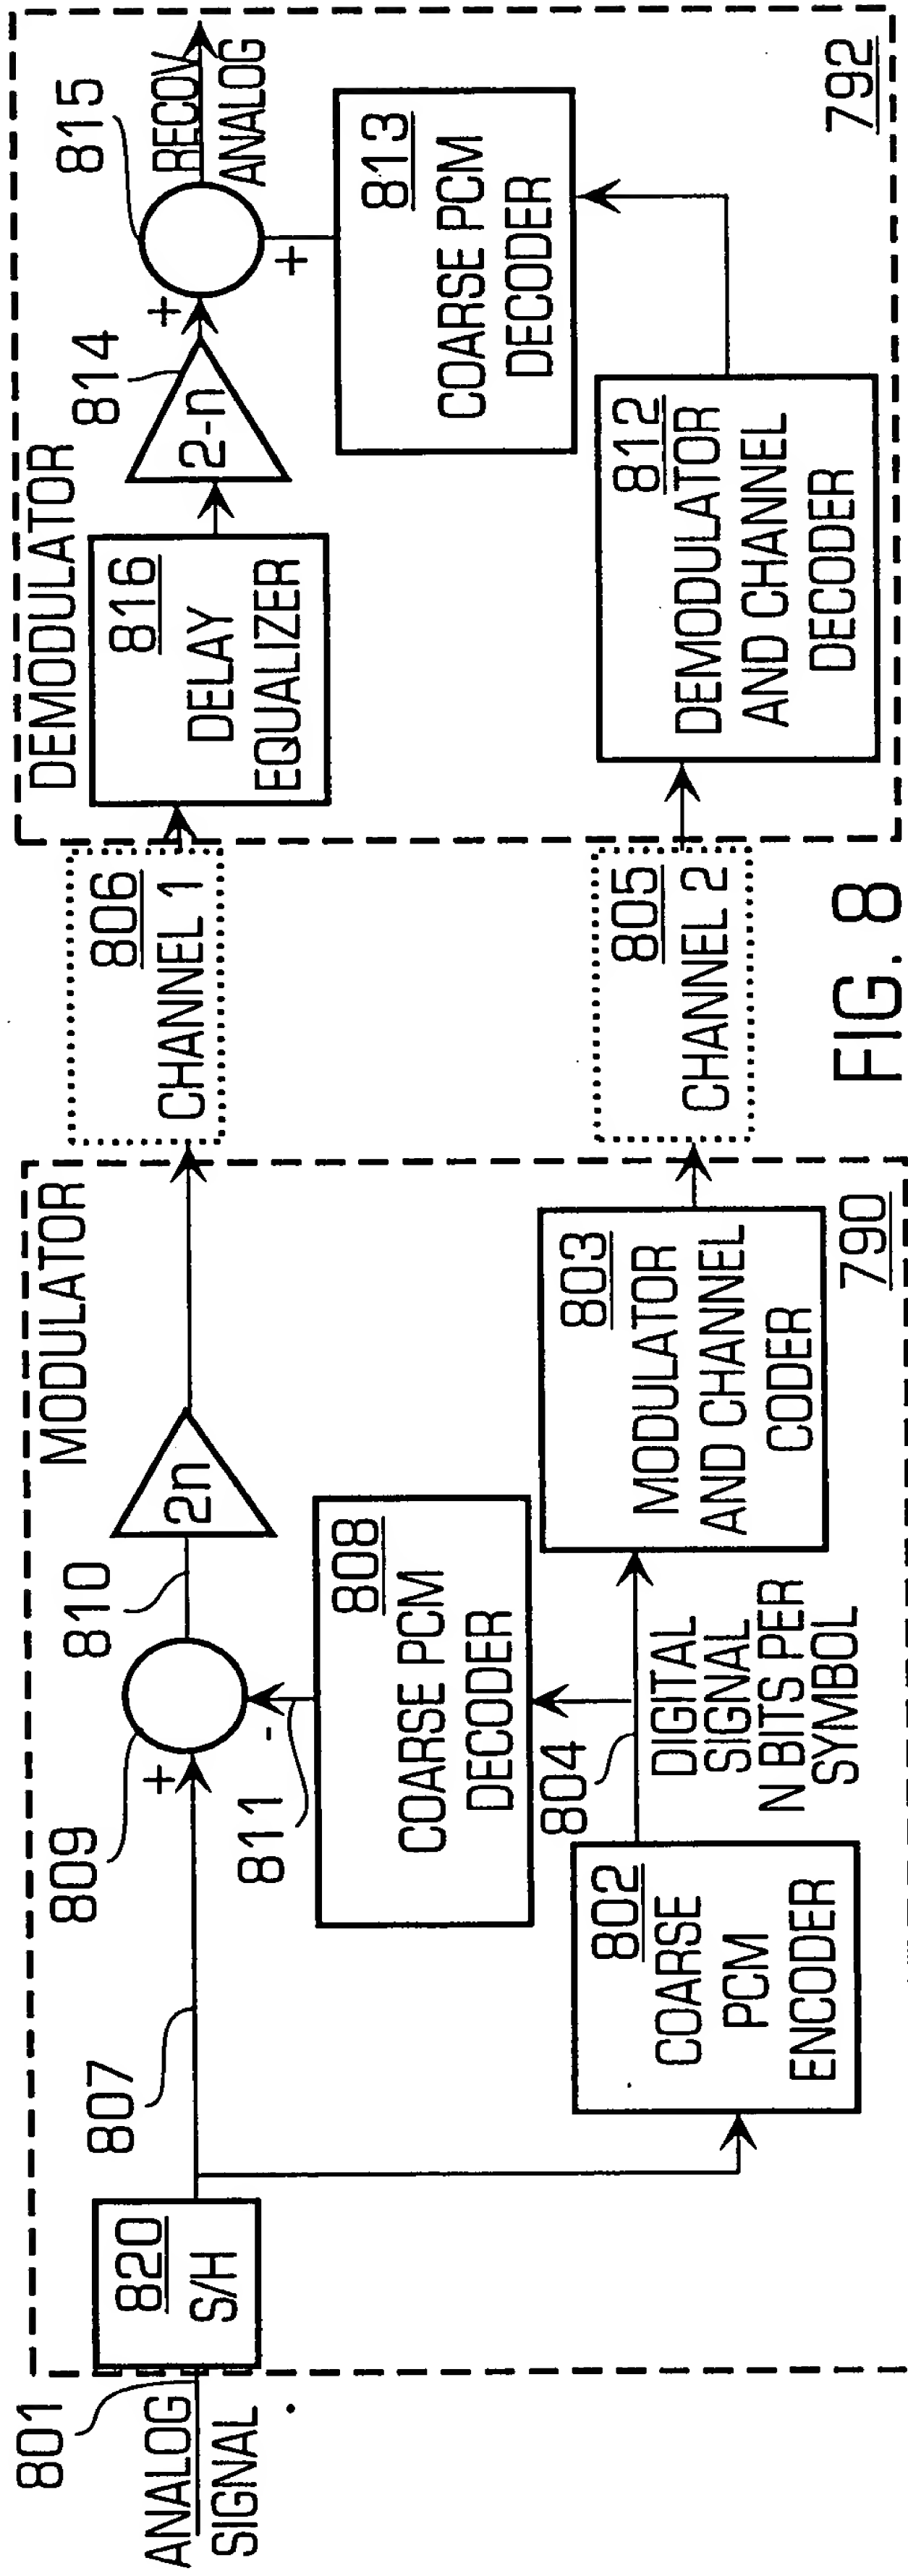 801
ANALOG
SIGNAL
820
S/H
807
809
+
-
811
810
2n
MODULATOR
808
COARSE PCM
DECODER
802
COARSE
PCM
ENCODER
804
DIGITAL
SIGNAL
N BITS PER
SYMBOL
803
MODULATOR
AND CHANNEL
CODER
790
806
CHANNEL 1
805
CHANNEL 2
FIG. 8
DEMODULATOR
816
DELAY
EQUALIZER
814
2-n
+
+
815
RECOV
ANALOG
813
COARSE PCM
DECODER
812
DEMODULATOR
AND CHANNEL
DECODER
792